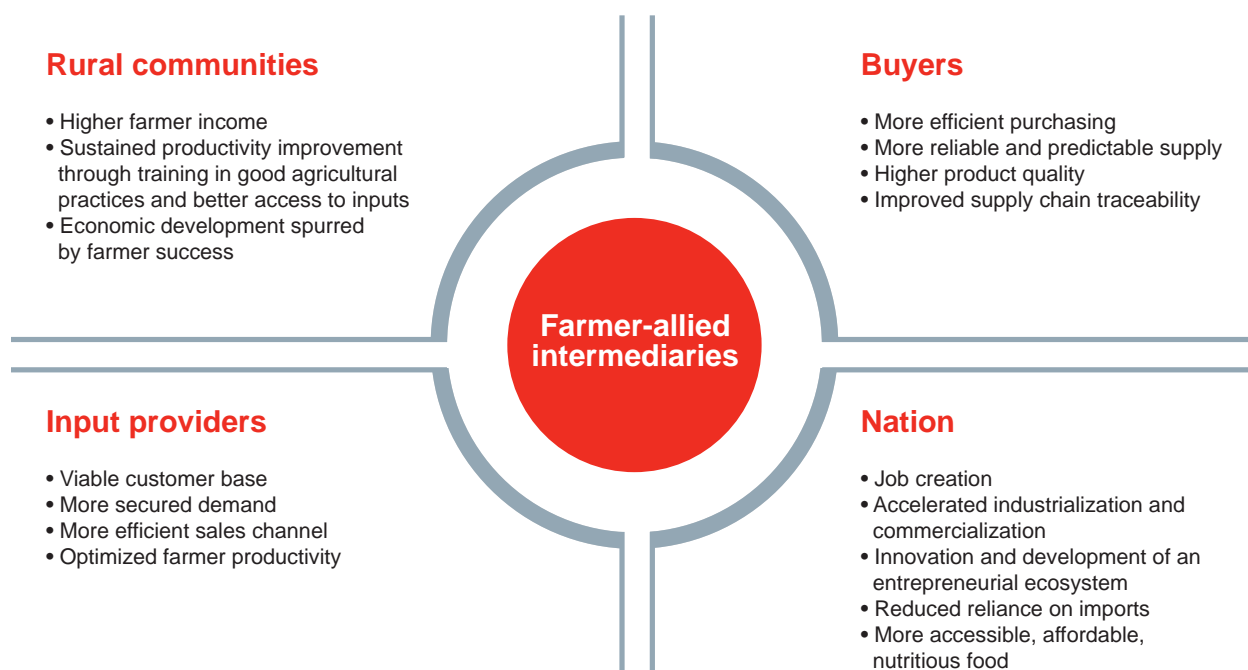 Rural communities
• Higher farmer income
• Sustained productivity improvement
through training in good agricultural
practices and better access to inputs
• Economic development spurred
by farmer success
Buyers
• More efficient purchasing
• More reliable and predictable supply
• Higher product quality
• Improved supply chain traceability
Farmer-allied
intermediaries
Input providers
• Viable customer base
• More secured demand
• More efficient sales channel
• Optimized farmer productivity
Nation
• Job creation
• Accelerated industrialization and
commercialization
• Innovation and development of an
entrepreneurial ecosystem
• Reduced reliance on imports
• More accessible, affordable,
nutritious food